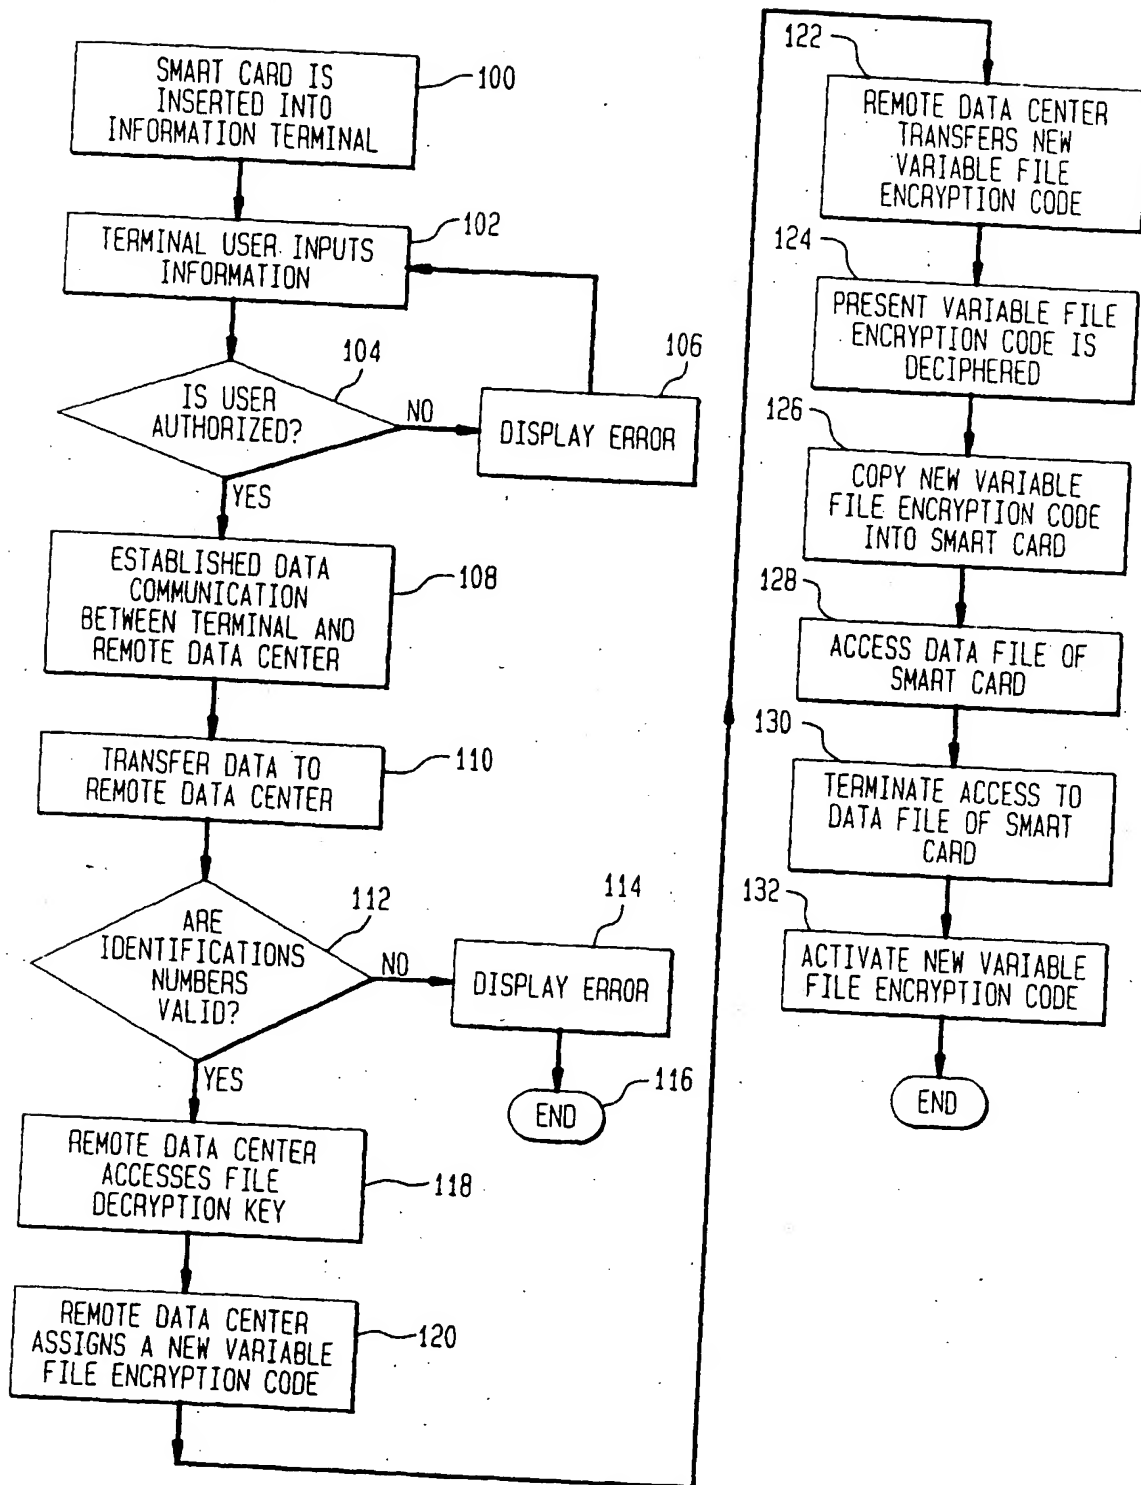 SMART CARD IS
INSERTED INTO
INFORMATION TERMINAL
100
TERMINAL USER INPUTS
INFORMATION
102
IS USER
AUTHORIZED?
104
NO
DISPLAY ERROR
106
YES
ESTABLISHED DATA
COMMUNICATION
BETWEEN TERMINAL AND
REMOTE DATA CENTER
108
TRANSFER DATA TO
REMOTE DATA CENTER
110
ARE
IDENTIFICATIONS
NUMBERS
VALID?
112
NO
DISPLAY ERROR
114
END
116
YES
REMOTE DATA CENTER
ACCESSES FILE
DECRYPTION KEY
118
REMOTE DATA CENTER
ASSIGNS A NEW VARIABLE
FILE ENCRYPTION CODE
120
122
REMOTE DATA CENTER
TRANSFERS NEW
VARIABLE FILE
ENCRYPTION CODE
124
PRESENT VARIABLE FILE
ENCRYPTION CODE IS
DECIPHERED
126
COPY NEW VARIABLE
FILE ENCRYPTION CODE
INTO SMART CARD
128
ACCESS DATA FILE OF
SMART CARD
130
TERMINATE ACCESS TO
DATA FILE OF SMART
CARD
132
ACTIVATE NEW VARIABLE
FILE ENCRYPTION CODE
END